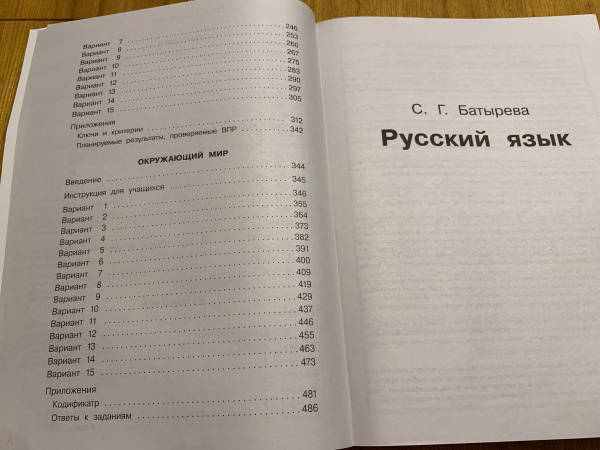 Вариант 7 ........ 246
Вариант 8 ........ 253
Вариант 9 ........ 260
Вариант 10 ........ 267
Вариант 11 ........ 275
Вариант 12 ........ 283
Вариант 13 ........ 290
Вариант 14 ........ 297
Вариант 15 ........ 305
Приложения
Ключи и критерии ........ 312
Планируемые результаты, проверяемые ВПР ........ 342
ОКРУЖАЮЩИЙ МИР
Введение ........ 344
Инструкция для учащихся ........ 345
Вариант 1 ........ 346
Вариант 2 ........ 355
Вариант 3 ........ 364
Вариант 4 ........ 373
Вариант 5 ........ 382
Вариант 6 ........ 391
Вариант 7 ........ 400
Вариант 8 ........ 409
Вариант 9 ........ 419
Вариант 10 ........ 429
Вариант 11 ........ 437
Вариант 12 ........ 446
Вариант 13 ........ 455
Вариант 14 ........ 463
Вариант 15 ........ 473
Приложения
Кодификатр ........ 481
Ответы к заданиям ........ 486
С. Г. Батырева
Русский язык